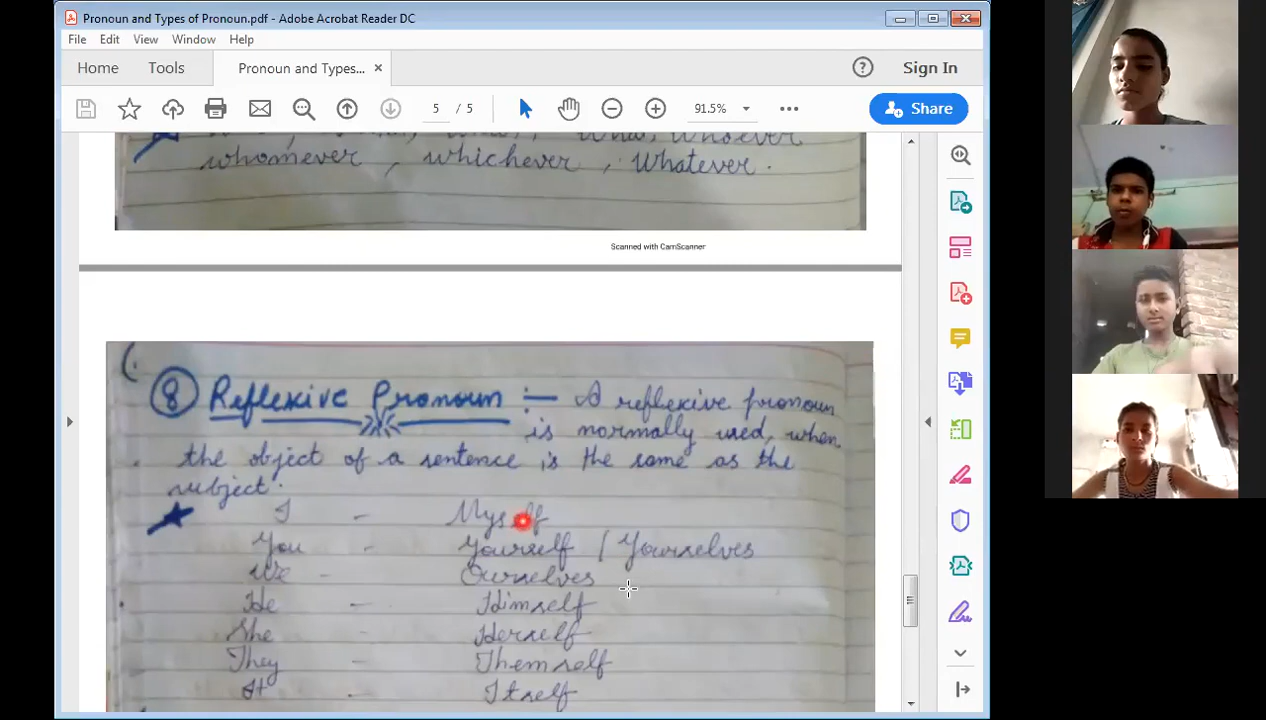 Pronoun and Types of Pronoun.pdf - Adobe Acrobat Reader DC
File Edit View Window Help
Home Tools Pronoun and Types... × Sign In
5 / 5 91.5% Share
whoever
whomever , whichever , Whatever .
Scanned with CamScanner
8 Reflexive Pronoun :- A reflexive pronoun
is normally used, when
the object of a sentence is the same as the
subject.
I - Myself
You - Yourself / Yourselves
We - Ourselves
He - Himself
She - Herself
They - Themself
It - Itself